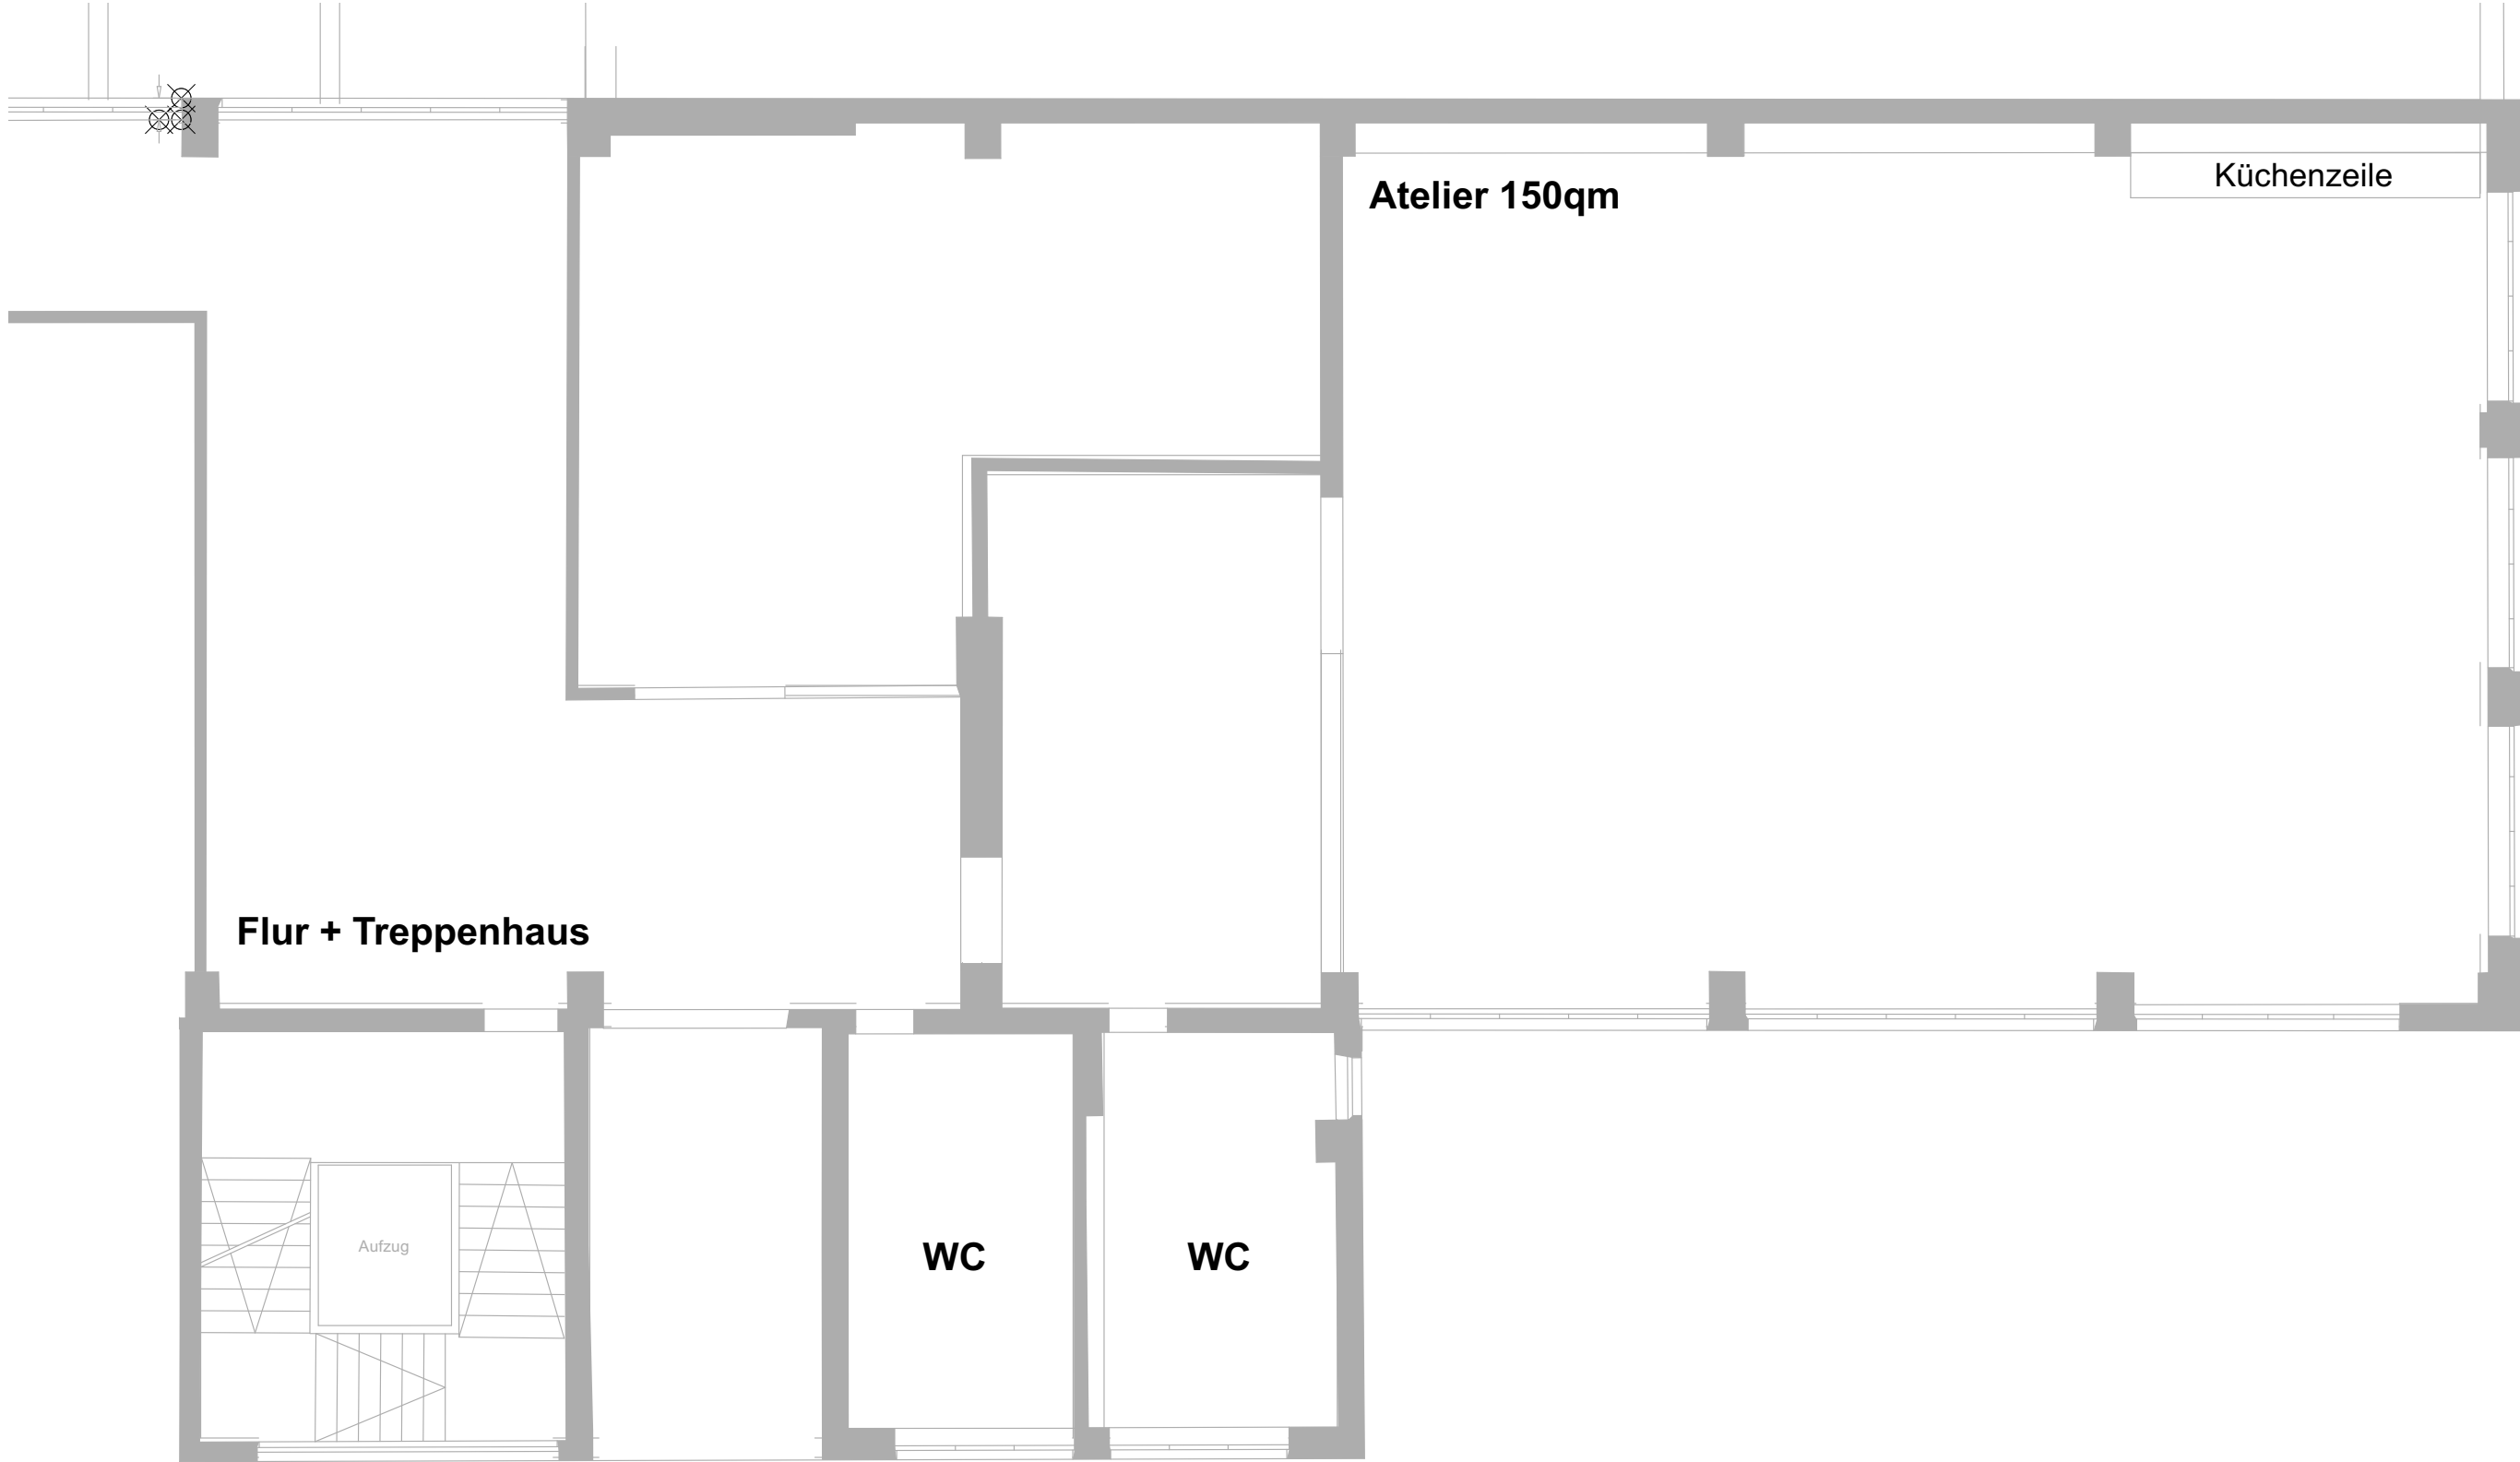 Küchenzeile
Atelier 150qm
Flur + Treppenhaus
Aufzug
WC
WC